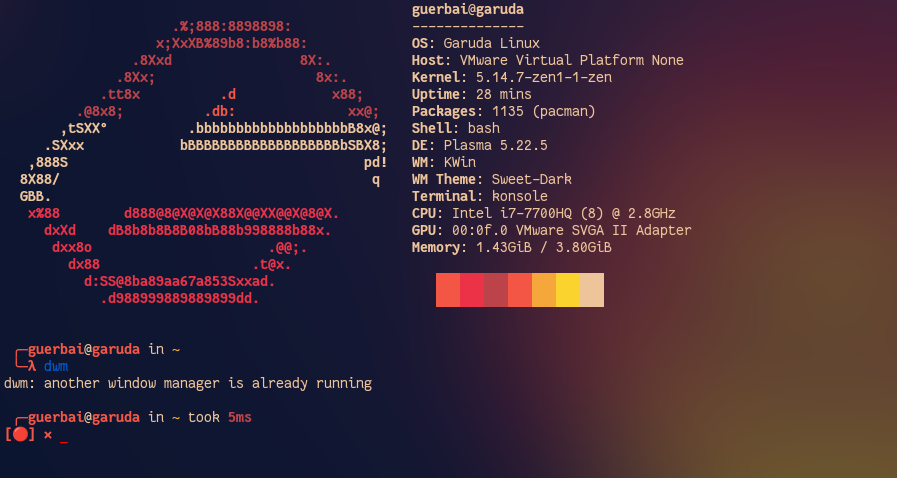 guerbai@garuda
--------------
.%;888:8898898:
x;XxXB%89b8:b8%b88:
.8Xxd                8X:.
.8Xx;                    8x:.
.tt8x          .d            x88;
.@8x8;          .db:              xx@;
,tSXX°          .bbbbbbbbbbbbbbbbbbbB8x@;
.SXxx            bBBBBBBBBBBBBBBBBBBBbSBX8;
,888S                                     pd!
8X88/                                       q
GBB.
x%88        d888@8@X@X@X88X@@XX@@X@8@X.
dxXd    dB8b8b8B8B08bB88b998888b88x.
dxx8o                      .@@;.
dx88                   .t@x.
d:SS@8ba89aa67a853Sxxad.
.d988999889889899dd.
OS: Garuda Linux
Host: VMware Virtual Platform None
Kernel: 5.14.7-zen1-1-zen
Uptime: 28 mins
Packages: 1135 (pacman)
Shell: bash
DE: Plasma 5.22.5
WM: KWin
WM Theme: Sweet-Dark
Terminal: konsole
CPU: Intel i7-7700HQ (8) @ 2.8GHz
GPU: 00:0f.0 VMware SVGA II Adapter
Memory: 1.43GiB / 3.80GiB
╭─guerbai@garuda in ~
╰─λ dwm
dwm: another window manager is already running
╭─guerbai@garuda in ~ took 5ms
[🔴] × _